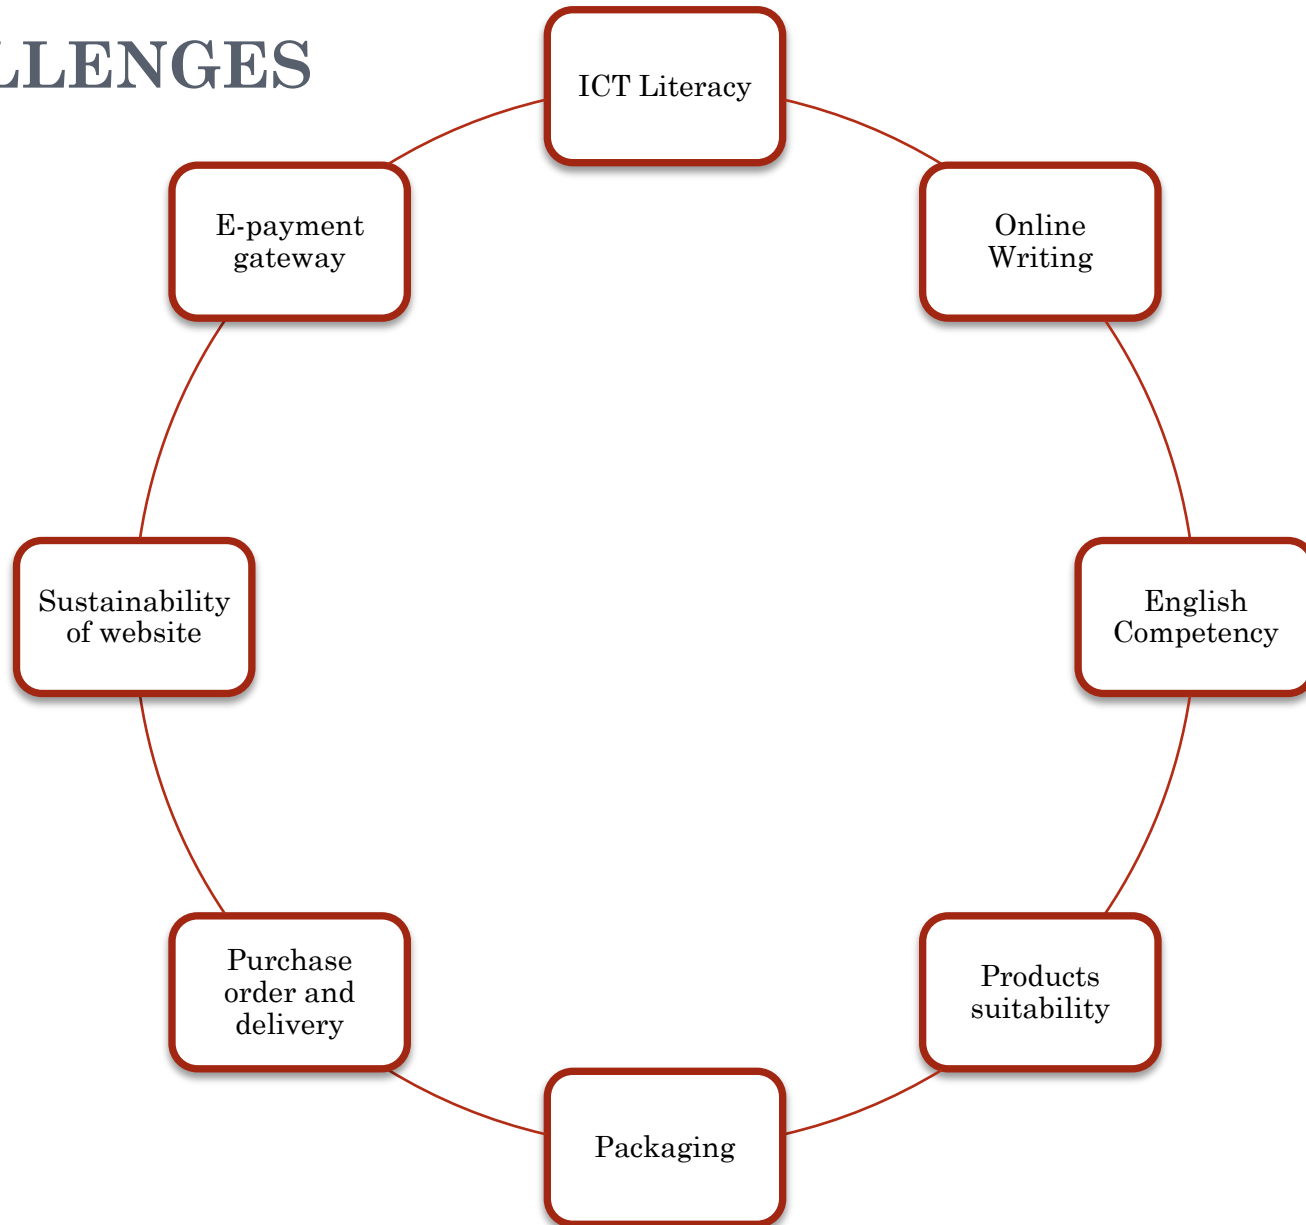 LLENGES
ICT Literacy
Online
Writing
English
Competency
Products
suitability
Packaging
Purchase
order and
delivery
Sustainability
of website
E-payment
gateway